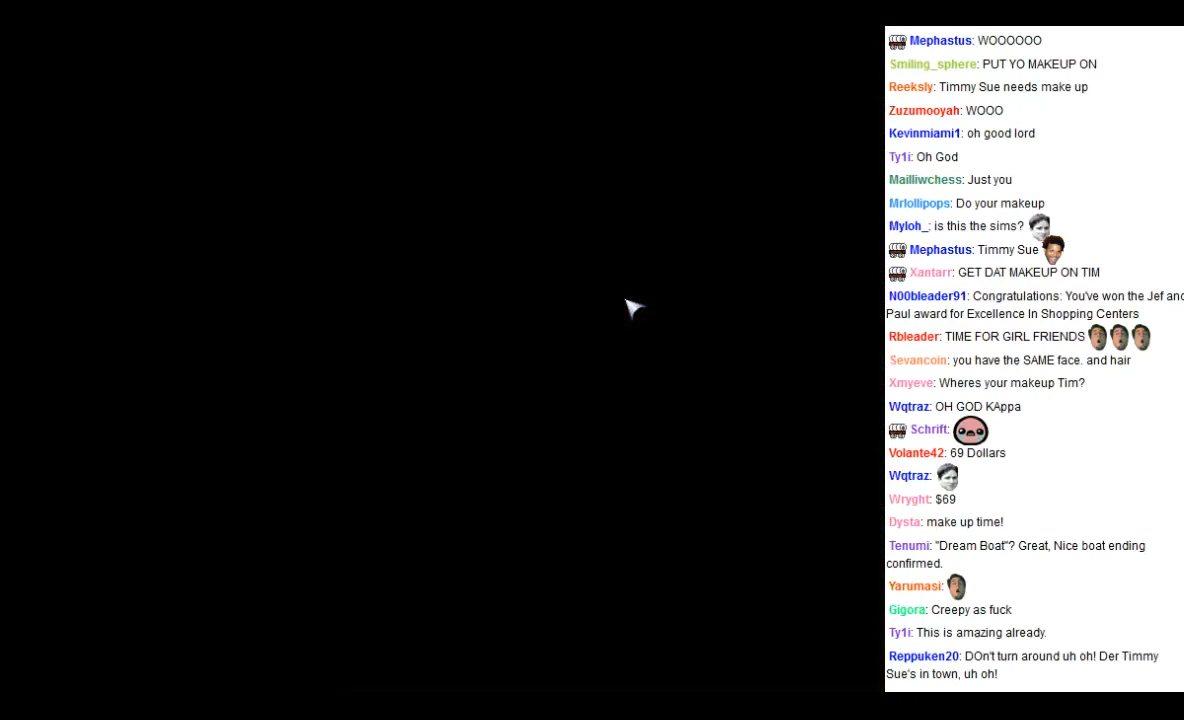 Mephastus: WOOOOOO
Smiling_sphere: PUT YO MAKEUP ON
Reeksly: Timmy Sue needs make up
Zuzumooyah: WOOO
Kevinmiami1: oh good lord
Ty1i: Oh God
Mailliwchess: Just you
Mrlollipops: Do your makeup
Myloh_: is this the sims?
Mephastus: Timmy Sue
Xantarr: GET DAT MAKEUP ON TIM
N00bleader91: Congratulations: You've won the Jef and
Paul award for Excellence In Shopping Centers
Rbleader: TIME FOR GIRL FRIENDS
Sevancoin: you have the SAME face. and hair
Xmyeve: Wheres your makeup Tim?
Wqtraz: OH GOD KAppa
Schrift:
Volante42: 69 Dollars
Wqtraz:
Wryght: $69
Dysta: make up time!
Tenumi: "Dream Boat"? Great, Nice boat ending
confirmed.
Yarumasi:
Gigora: Creepy as fuck
Ty1i: This is amazing already.
Reppuken20: DOn't turn around uh oh! Der Timmy
Sue's in town, uh oh!